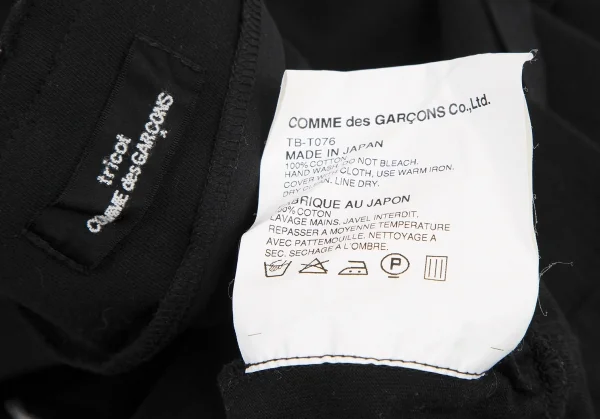 tricot
COMME des GARÇONS
COMME des GARÇONS Co.,Ltd.
TB-T076
MADE IN JAPAN
100% COTTON, DO NOT BLEACH.
HAND WASH CLOTH, USE WARM IRON.
COVER WITH
DRY CLEAN. LINE DRY.
FABRIQUE AU JAPON
100% COTON
LAVAGE MAINS. JAVEL INTERDIT.
REPASSER A MOYENNE TEMPERATURE
AVEC PATTEMOUILLE. NETTOYAGE A
SEC. SECHAGE A L'OMBRE.
P